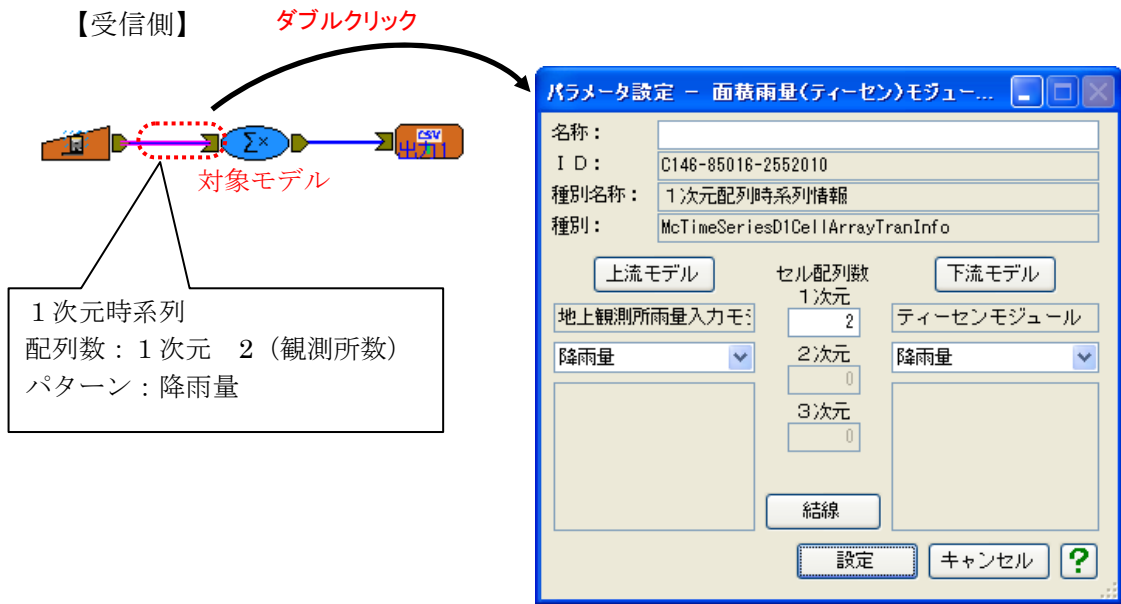 【受信側】
ダブルクリック
Σ×
CSV
出力1
対象モデル
1次元時系列
配列数：1次元　2（観測所数）
パターン：降雨量
パラメータ設定 － 面積雨量(ティーセン)モジュー...
名称：
ＩＤ： C146-85016-2552010
種別名称： 1次元配列時系列情報
種別： McTimeSeriesD1CellArrayTranInfo
上流モデル
セル配列数
下流モデル
1次元
地上観測所雨量入力モジ
2
ティーセンモジュール
降雨量
2次元
降雨量
0
3次元
0
結線
設定
キャンセル
?